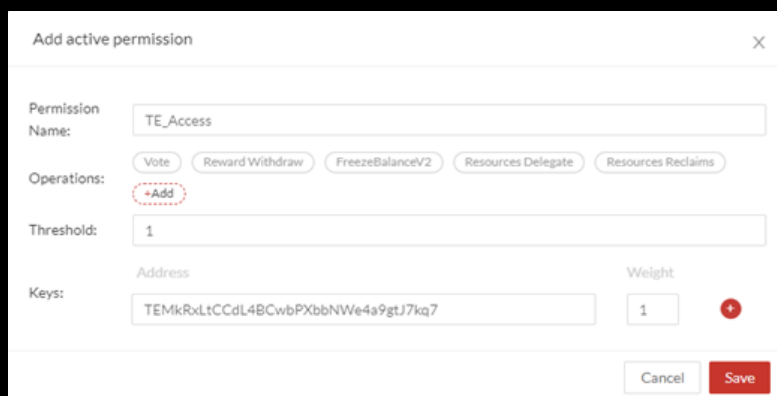 Add active permission
Permission Name:
TE_Access
Operations:
Vote Reward Withdraw FreezeBalanceV2 Resources Delegate Resources Reclaims
+Add
Threshold:
1
Keys:
Address Weight
TEMkRxLtCCdL4BCwbPXbbNWe4a9gtJ7kq7 1
Cancel Save